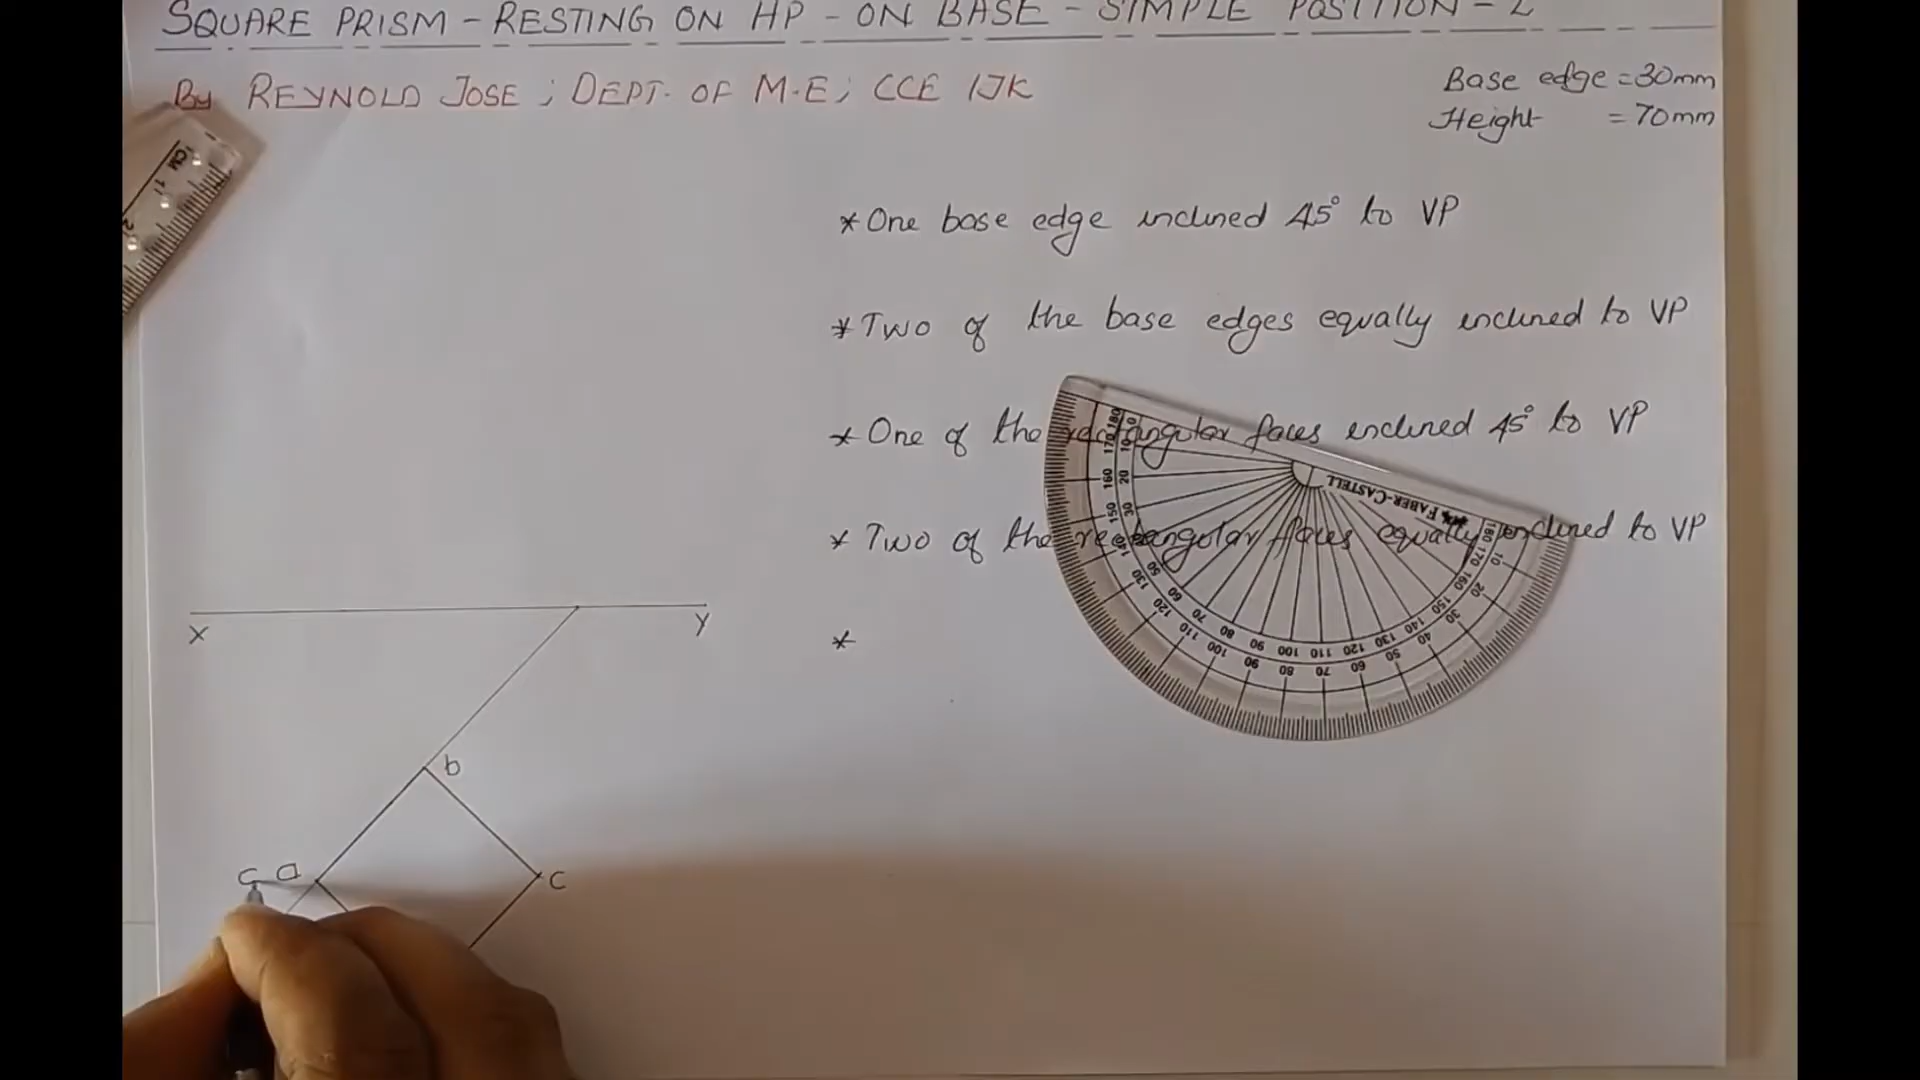 SQUARE PRISM - RESTING ON HP - ON BASE - SIMPLE POSITION - 2
By REYNOLD JOSE ; DEPT. OF M.E ; CCE IJK
Base edge = 30mm
Height = 70mm
* One base edge inclined 45° to VP
* Two of the base edges equally inclined to VP
* One of the rectangular faces inclined 45° to VP
* Two of the rectangular faces equally inclined to VP
*
X
Y
b
a
c
CM 1 2
FABER-CASTELL